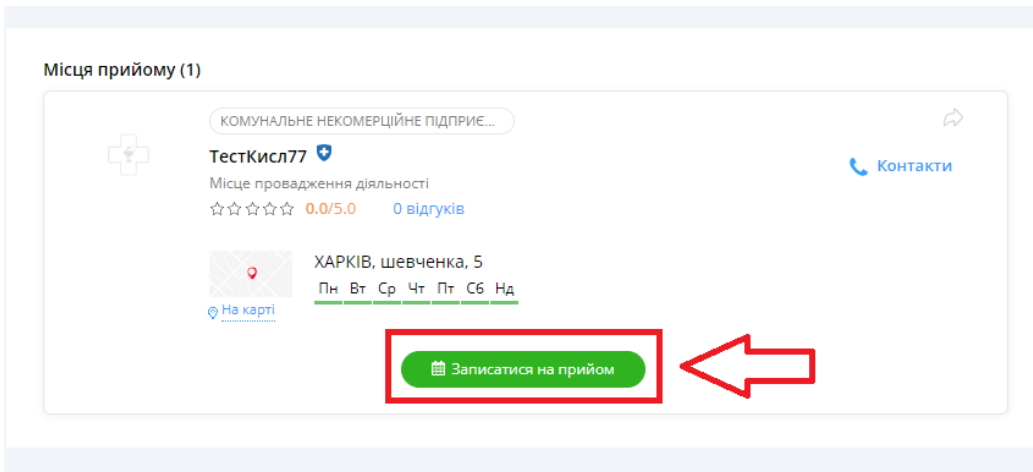 Місця прийому (1)
КОМУНАЛЬНЕ НЕКОМЕРЦІЙНЕ ПІДПРИЄ...
ТестКисл77
Контакти
Місце провадження діяльності
0.0/5.0 0 відгуків
ХАРКІВ, шевченка, 5
Пн Вт Ср Чт Пт Сб Нд
На карті
Записатися на прийом